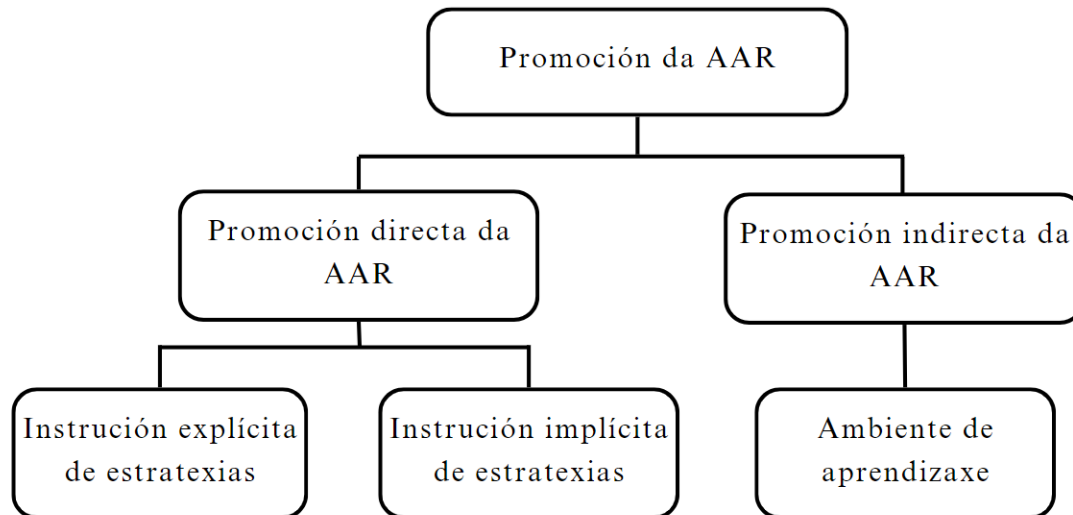 Promoción da AAR
Promoción directa da
AAR
Promoción indirecta da
AAR
Instrución explícita
de estratexias
Instrución implícita
de estratexias
Ambiente de
aprendizaxe